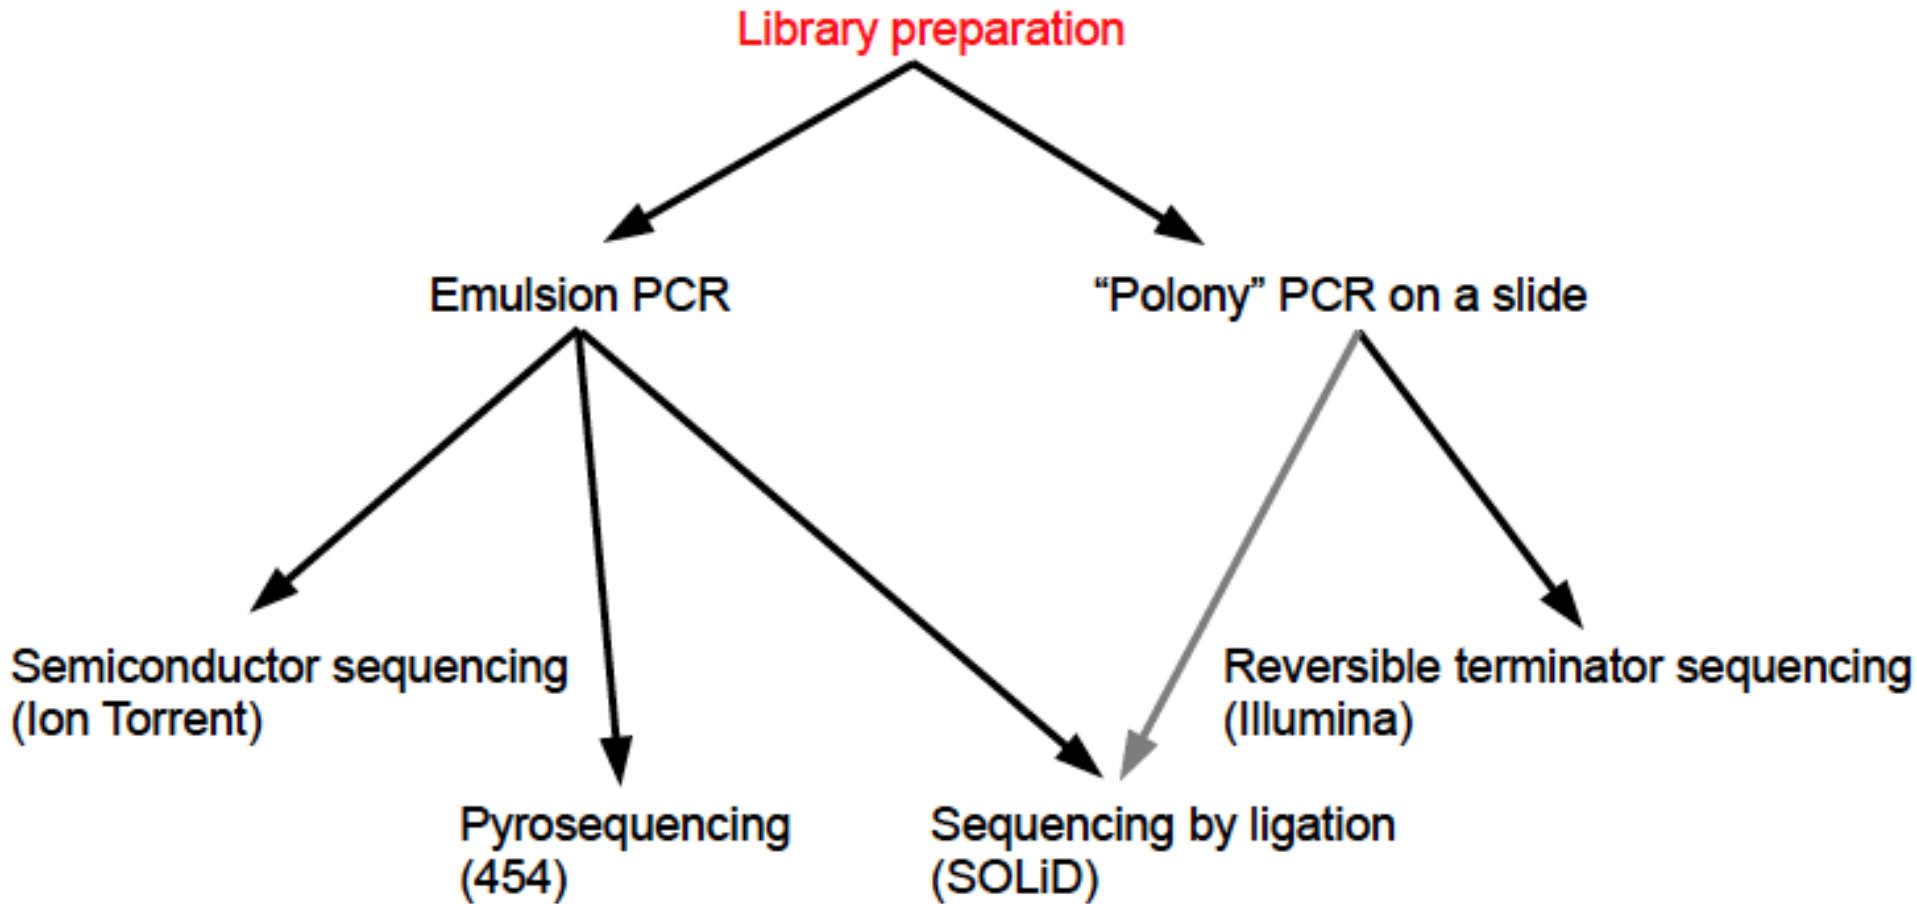 Library preparation
Emulsion PCR
“Polony” PCR on a slide
Semiconductor sequencing
(Ion Torrent)
Reversible terminator sequencing
(Illumina)
Pyrosequencing
(454)
Sequencing by ligation
(SOLiD)